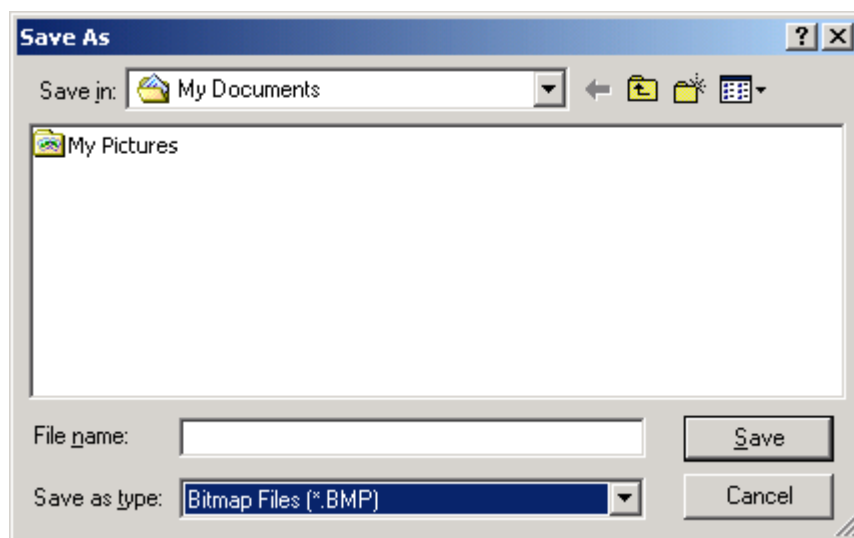 Save As
Save in: My Documents
My Pictures
File name:
Save
Save as type: Bitmap Files (*.BMP)
Cancel